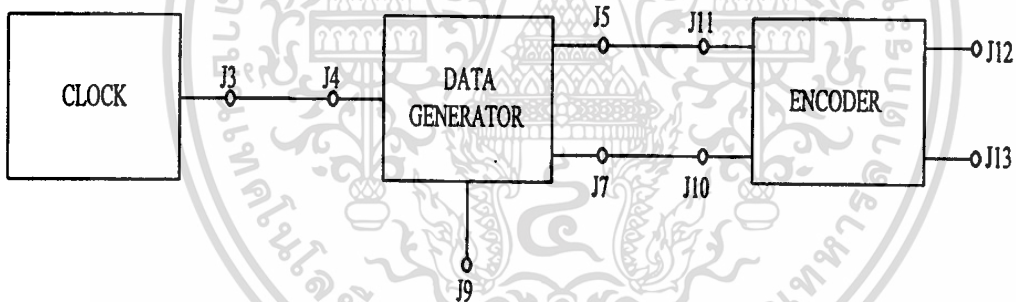 J5
J11
J12
CLOCK
J3
J4
DATA
GENERATOR
ENCODER
J7
J10
J13
J9